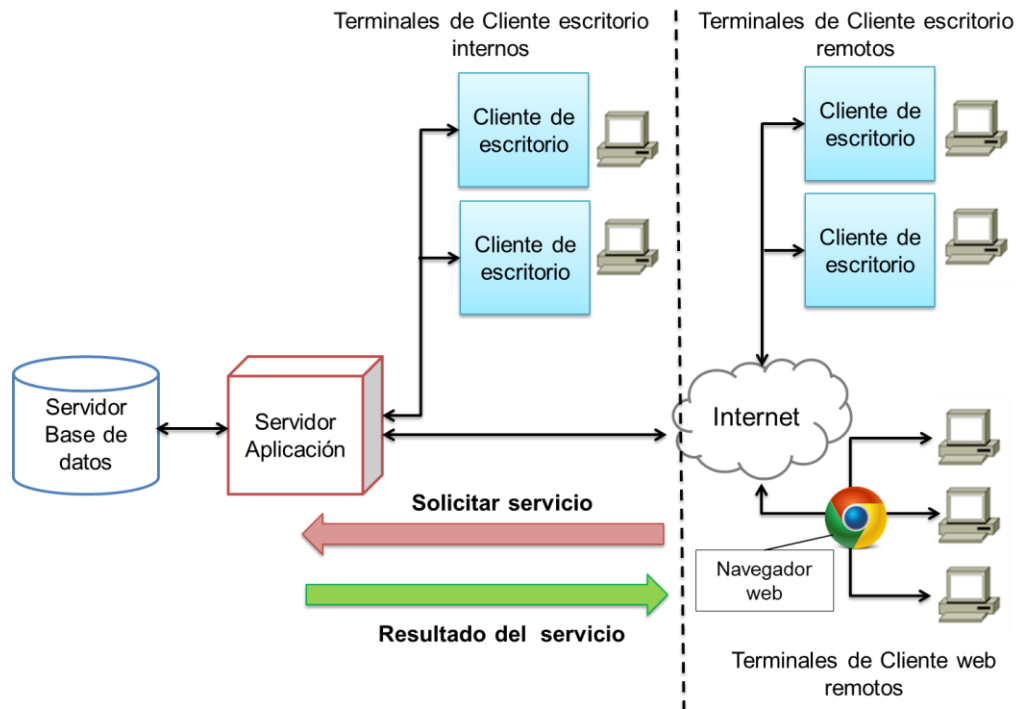 Terminales de Cliente escritorio
internos
Terminales de Cliente escritorio
remotos
Cliente de
escritorio
Cliente de
escritorio
Cliente de
escritorio
Cliente de
escritorio
Servidor
Base de
datos
Servidor
Aplicación
Internet
Solicitar servicio
Navegador
web
Resultado del servicio
Terminales de Cliente web
remotos